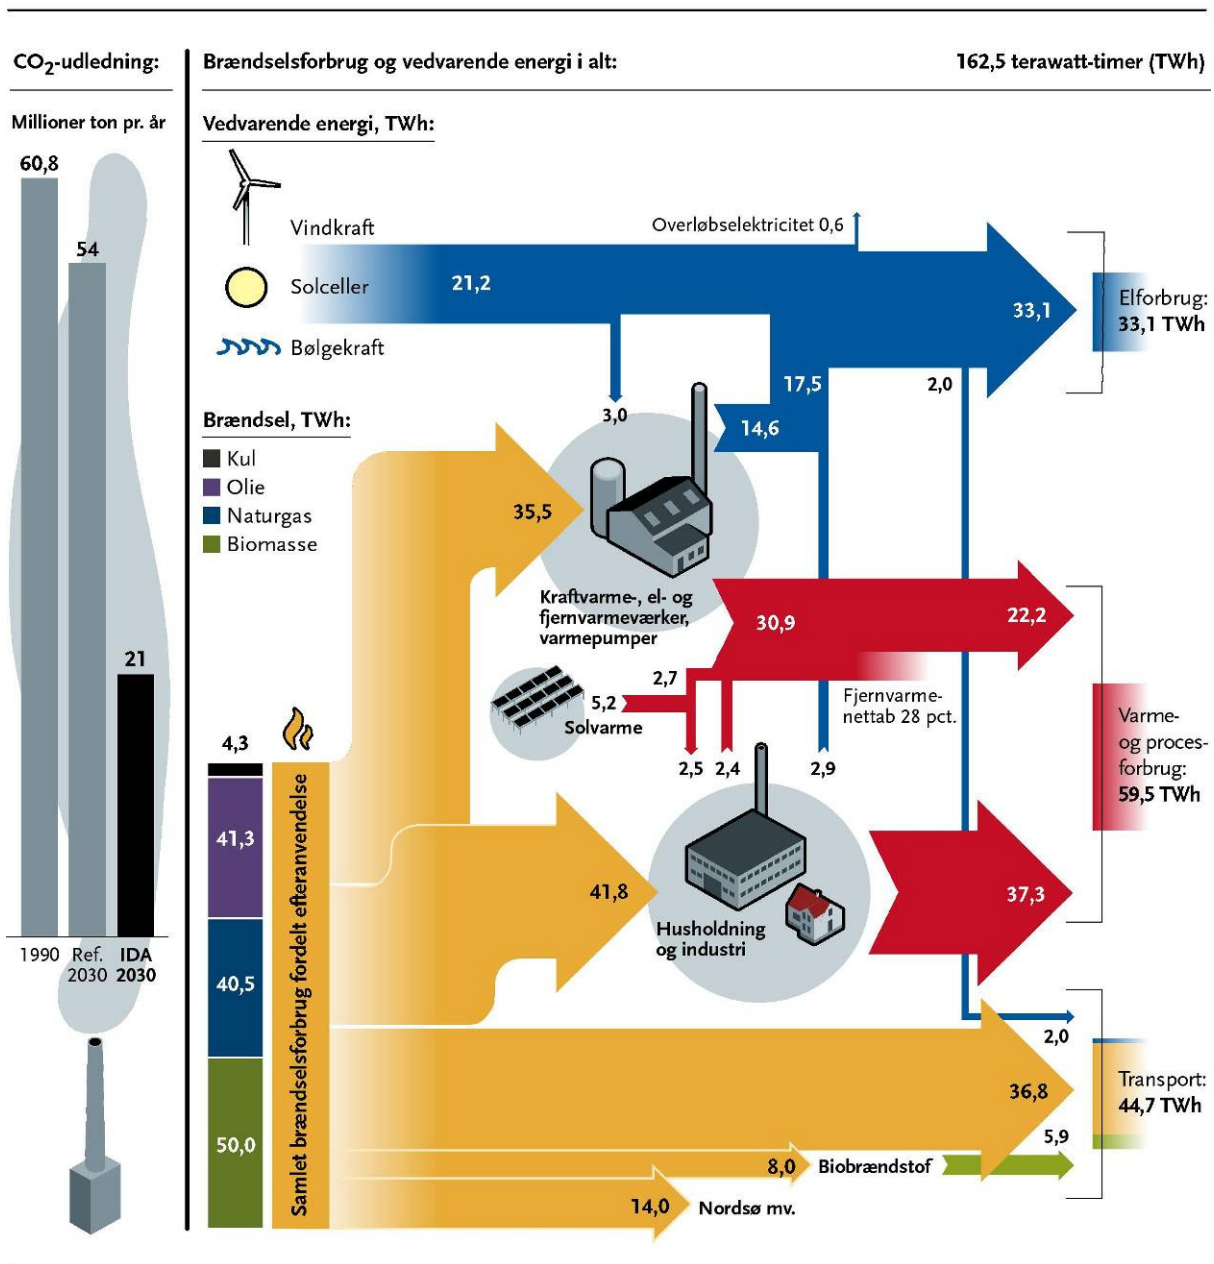 CO₂-udledning:
Millioner ton pr. år
60,8
54
21
1990
Ref.
2030
IDA
2030
Brændselsforbrug og vedvarende energi i alt:
162,5 terawatt-timer (TWh)
Vedvarende energi, TWh:
Vindkraft
Solceller
Bølgekraft
21,2
Overløbselektricitet 0,6
33,1
Elforbrug:
33,1 TWh
3,0
17,5
14,6
2,0
Brændsel, TWh:
Kul
Olie
Naturgas
Biomasse
35,5
Kraftvarme-, el- og
fjernvarmeværker,
varmepumper
30,9
22,2
2,7
5,2
Solvarme
Fjernvarme-
nettab 28 pct.
2,5
2,4
2,9
Varme-
og proces-
forbrug:
59,5 TWh
4,3
41,3
40,5
50,0
Samlet brændselsforbrug fordelt efteranvendelse
41,8
Husholdning
og industri
37,3
2,0
36,8
Transport:
44,7 TWh
5,9
8,0
Biobrændstof
14,0
Nordsø mv.